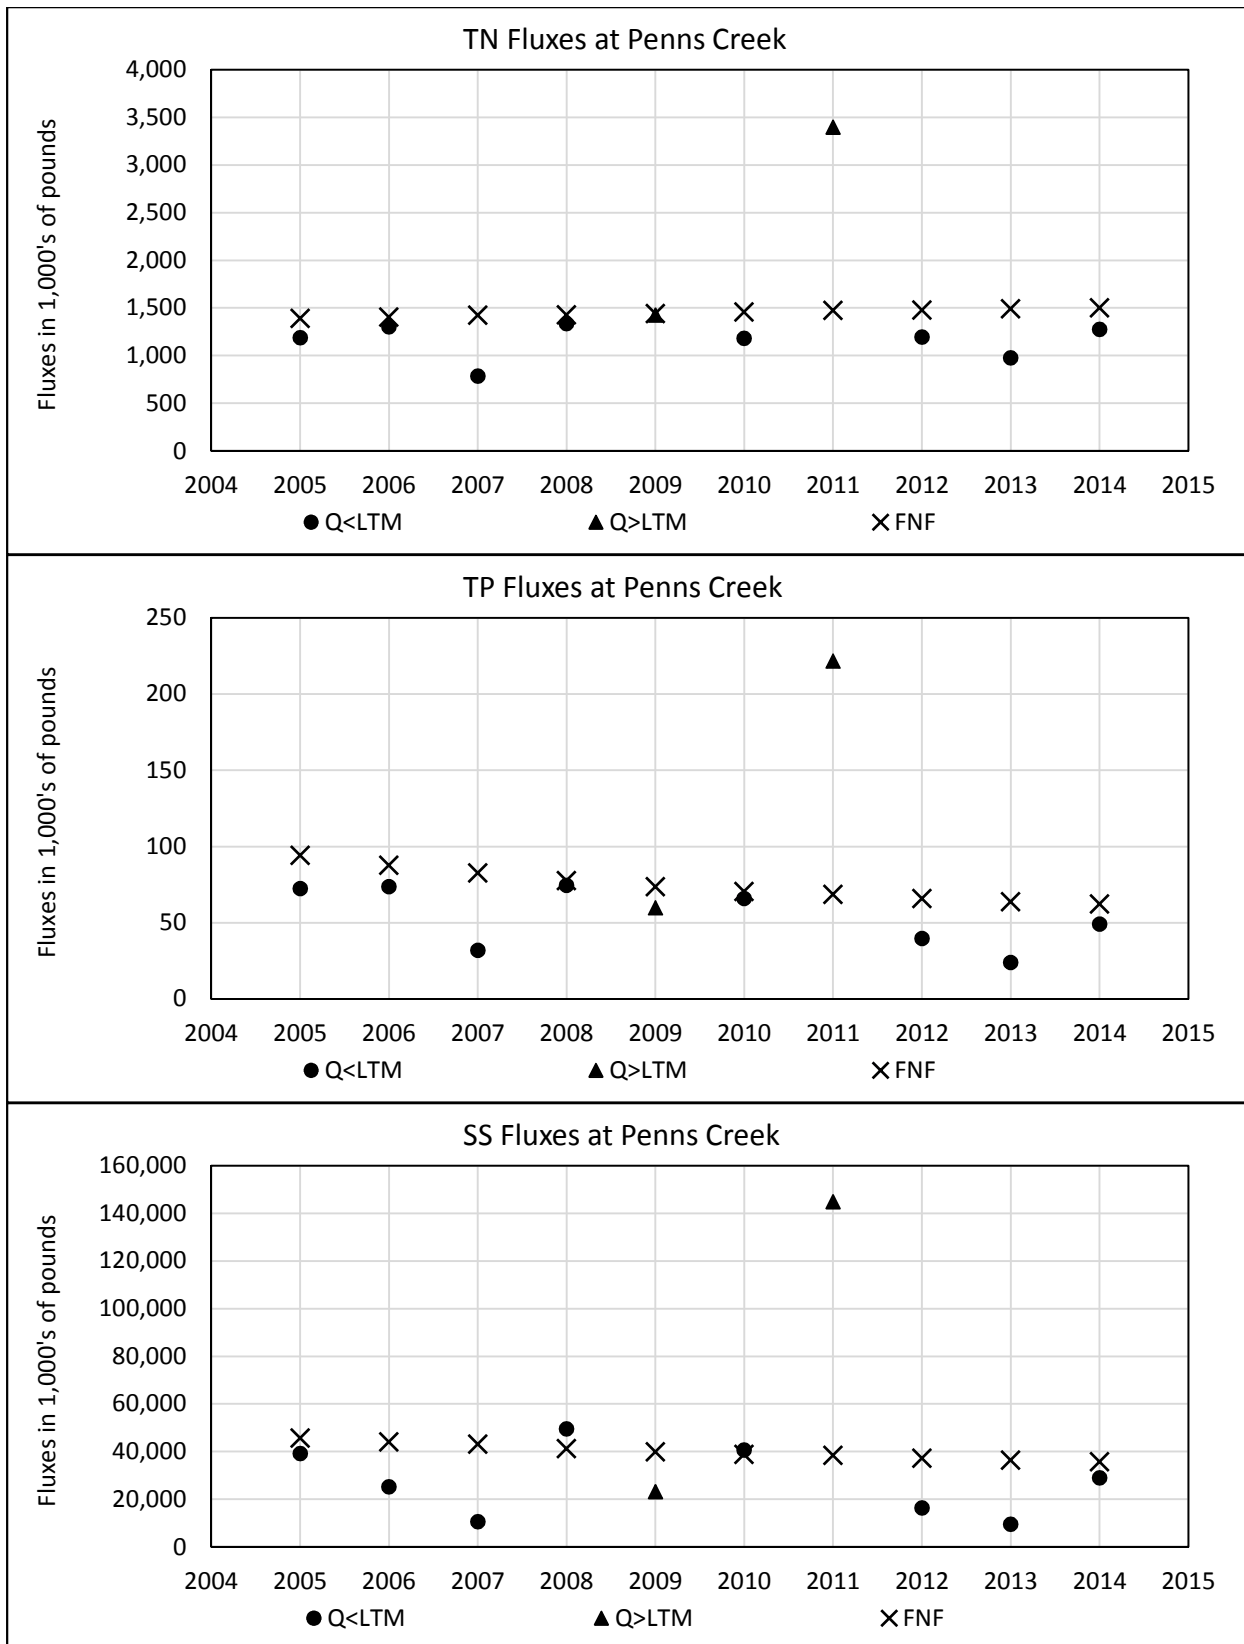 TN Fluxes at Penns Creek
Fluxes in 1,000's of pounds
4,000
3,500
3,000
2,500
2,000
1,500
1,000
500
0
2004 2005 2006 2007 2008 2009 2010 2011 2012 2013 2014 2015
Q<LTM Q>LTM FNF
TP Fluxes at Penns Creek
Fluxes in 1,000's of pounds
250
200
150
100
50
0
2004 2005 2006 2007 2008 2009 2010 2011 2012 2013 2014 2015
Q<LTM Q>LTM FNF
SS Fluxes at Penns Creek
Fluxes in 1,000's of pounds
160,000
140,000
120,000
100,000
80,000
60,000
40,000
20,000
0
2004 2005 2006 2007 2008 2009 2010 2011 2012 2013 2014 2015
Q<LTM Q>LTM FNF